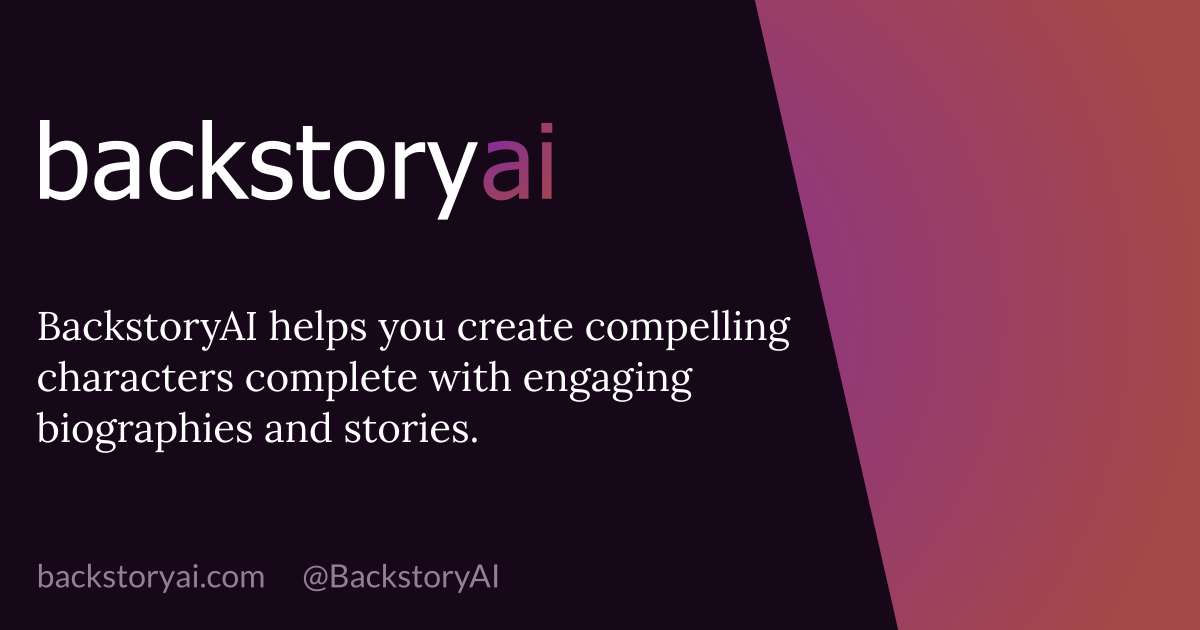 backstoryai
BackstoryAI helps you create compelling
characters complete with engaging
biographies and stories.
backstoryai.com @BackstoryAI